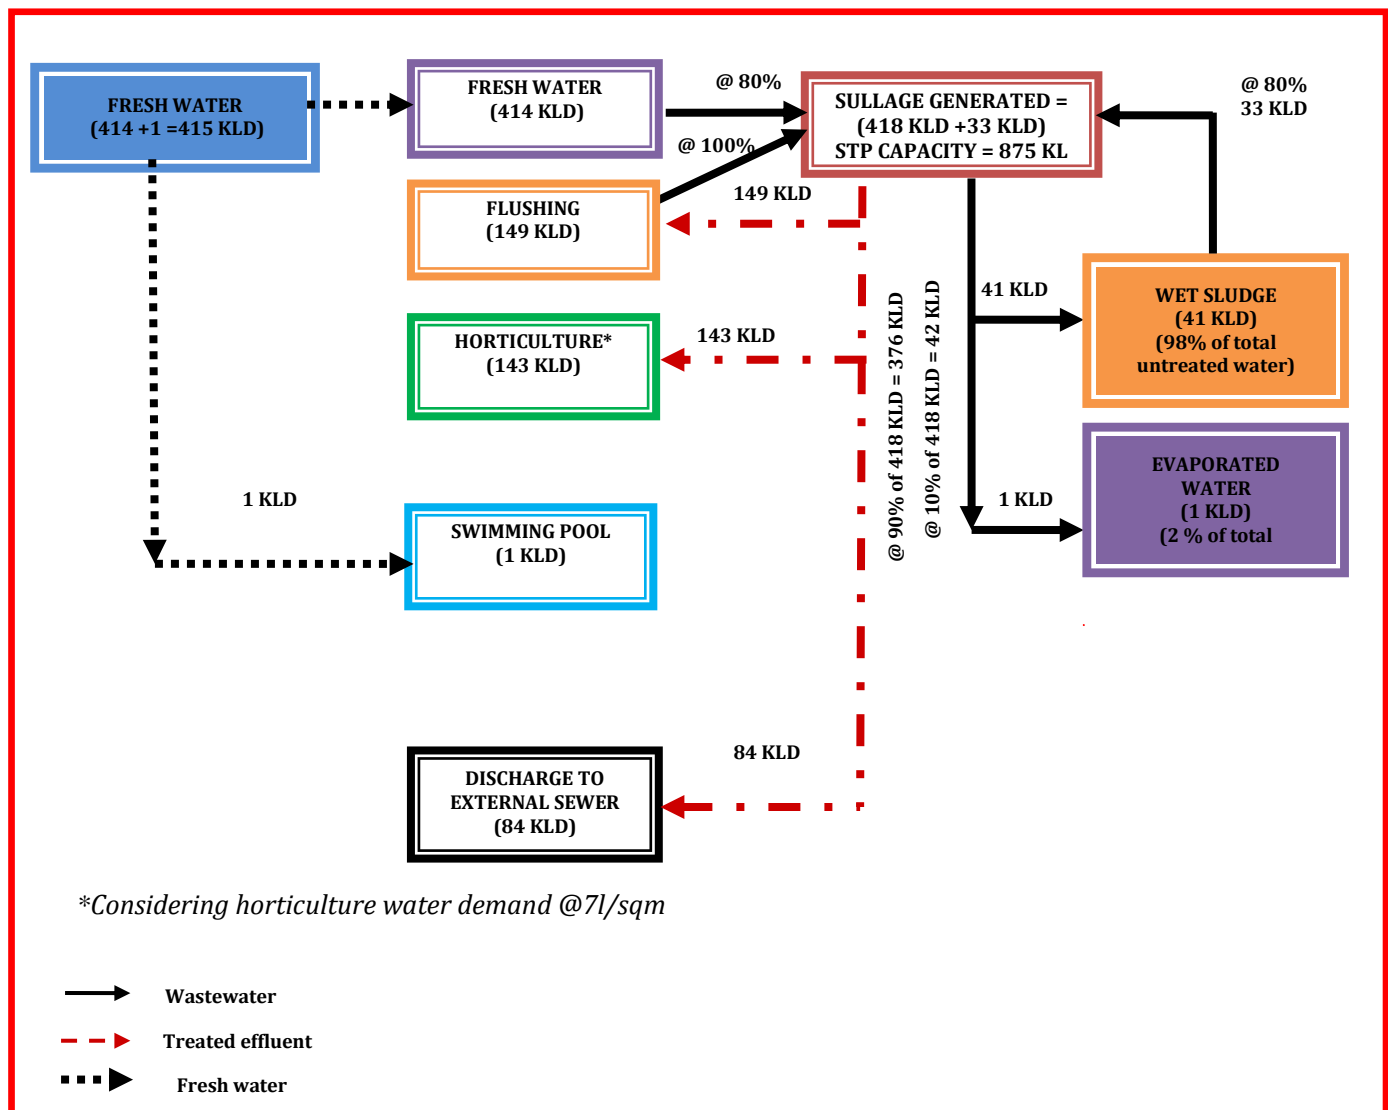 FRESH WATER
(414 +1 =415 KLD)
FRESH WATER
(414 KLD)
@ 80%
@ 100%
SULLAGE GENERATED =
(418 KLD +33 KLD)
STP CAPACITY = 875 KL
@ 80%
33 KLD
FLUSHING
(149 KLD)
149 KLD
HORTICULTURE*
(143 KLD)
143 KLD
@ 90% of 418 KLD = 376 KLD
@ 10% of 418 KLD = 42 KLD
41 KLD
WET SLUDGE
(41 KLD)
(98% of total
untreated water)
1 KLD
EVAPORATED
WATER
(1 KLD)
(2 % of total
1 KLD
SWIMMING POOL
(1 KLD)
84 KLD
DISCHARGE TO
EXTERNAL SEWER
(84 KLD)
*Considering horticulture water demand @7l/sqm
Wastewater
Treated effluent
Fresh water